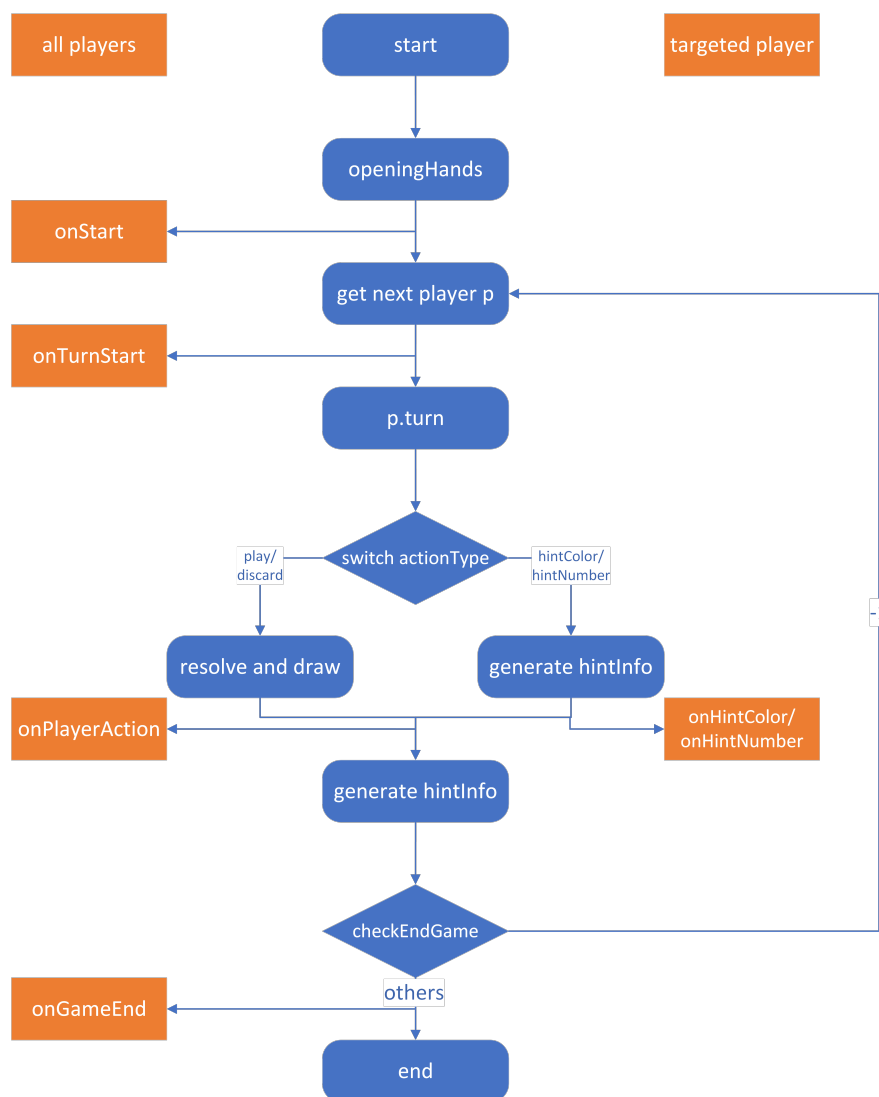 all players
start
targeted player
openingHands
onStart
get next player p
onTurnStart
p.turn
switch actionType
play/
discard
hintColor/
hintNumber
resolve and draw
generate hintInfo
onPlayerAction
onHintColor/
onHintNumber
generate hintInfo
checkEndGame
others
onGameEnd
end